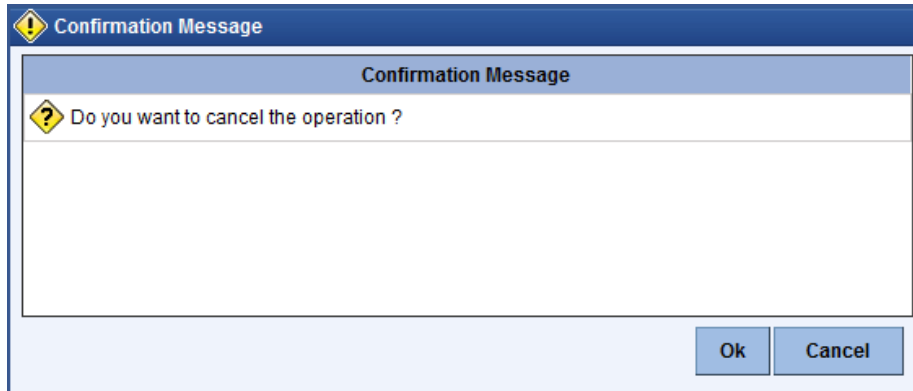 Confirmation Message
Confirmation Message
Do you want to cancel the operation ?
Ok Cancel